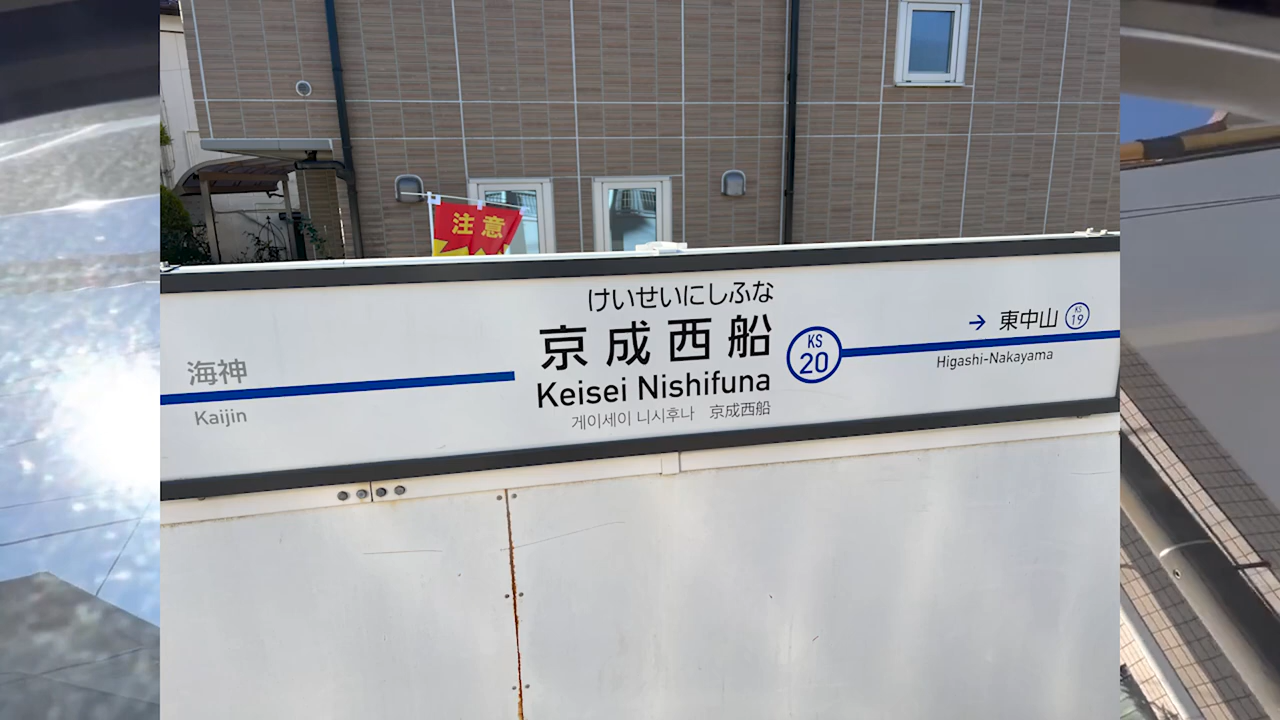 注意
けいせいにしふな
京成西船
Keisei Nishifuna
게이세이 니시후나 京成西船
海神
Kaijin
KS
20
→ 東中山 KS 19
Higashi-Nakayama